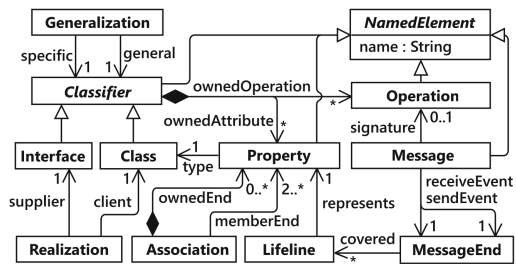 Generalization
NamedElement
name : String
specific
general
1
1
Classifier
ownedOperation
*
Operation
ownedAttribute
*
0..1
signature
Interface
Class
1
type
Property
Message
1
supplier
1
client
ownedEnd
0..*
2..*
memberEnd
1
represents
receiveEvent
sendEvent
1
1
Realization
Association
Lifeline
covered
*
MessageEnd